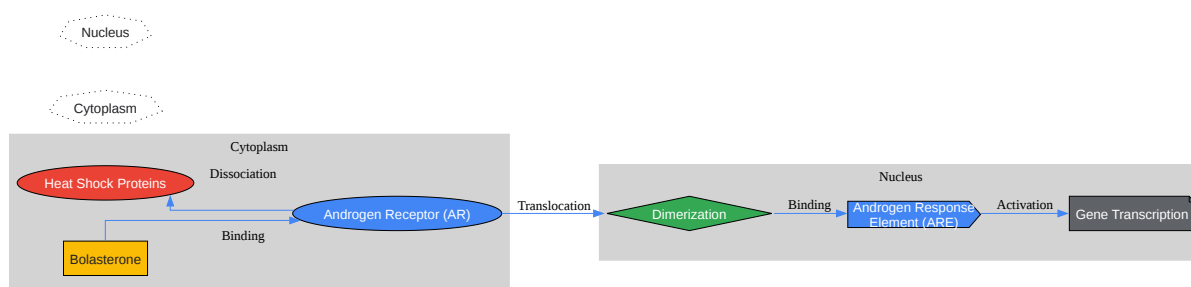 Nucleus
Cytoplasm
Cytoplasm
Dissociation
Heat Shock Proteins
Androgen Receptor (AR)
Binding
Bolasterone
Translocation
Nucleus
Dimerization
Binding
Androgen Response
Element (ARE)
Activation
Gene Transcription